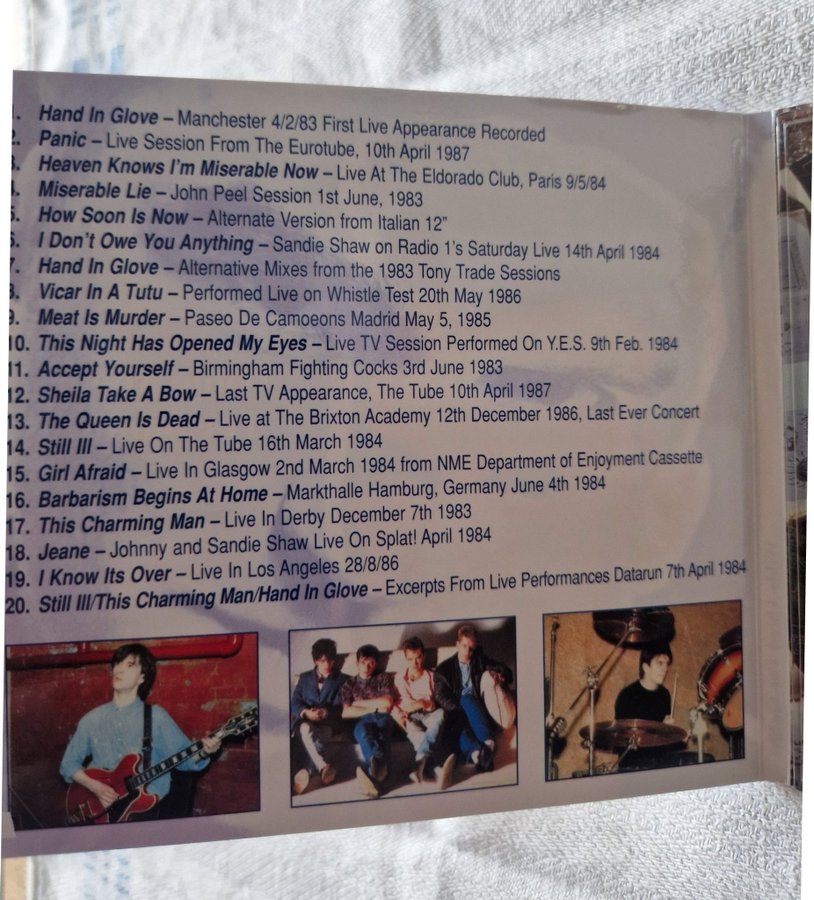 1. Hand In Glove – Manchester 4/2/83 First Live Appearance Recorded
2. Panic – Live Session From The Eurotube, 10th April 1987
3. Heaven Knows I'm Miserable Now – Live At The Eldorado Club, Paris 9/5/84
4. Miserable Lie – John Peel Session 1st June, 1983
5. How Soon Is Now – Alternate Version from Italian 12"
6. I Don't Owe You Anything – Sandie Shaw on Radio 1's Saturday Live 14th April 1984
7. Hand In Glove – Alternative Mixes from the 1983 Tony Trade Sessions
8. Vicar In A Tutu – Performed Live on Whistle Test 20th May 1986
9. Meat Is Murder – Paseo De Camoeons Madrid May 5, 1985
10. This Night Has Opened My Eyes – Live TV Session Performed On Y.E.S. 9th Feb. 1984
11. Accept Yourself – Birmingham Fighting Cocks 3rd June 1983
12. Sheila Take A Bow – Last TV Appearance, The Tube 10th April 1987
13. The Queen Is Dead – Live at The Brixton Academy 12th December 1986, Last Ever Concert
14. Still Ill – Live On The Tube 16th March 1984
15. Girl Afraid – Live In Glasgow 2nd March 1984 from NME Department of Enjoyment Cassette
16. Barbarism Begins At Home – Markthalle Hamburg, Germany June 4th 1984
17. This Charming Man – Live In Derby December 7th 1983
18. Jeane – Johnny and Sandie Shaw Live On Splat! April 1984
19. I Know Its Over – Live In Los Angeles 28/8/86
20. Still Ill/This Charming Man/Hand In Glove – Excerpts From Live Performances Datarun 7th April 1984